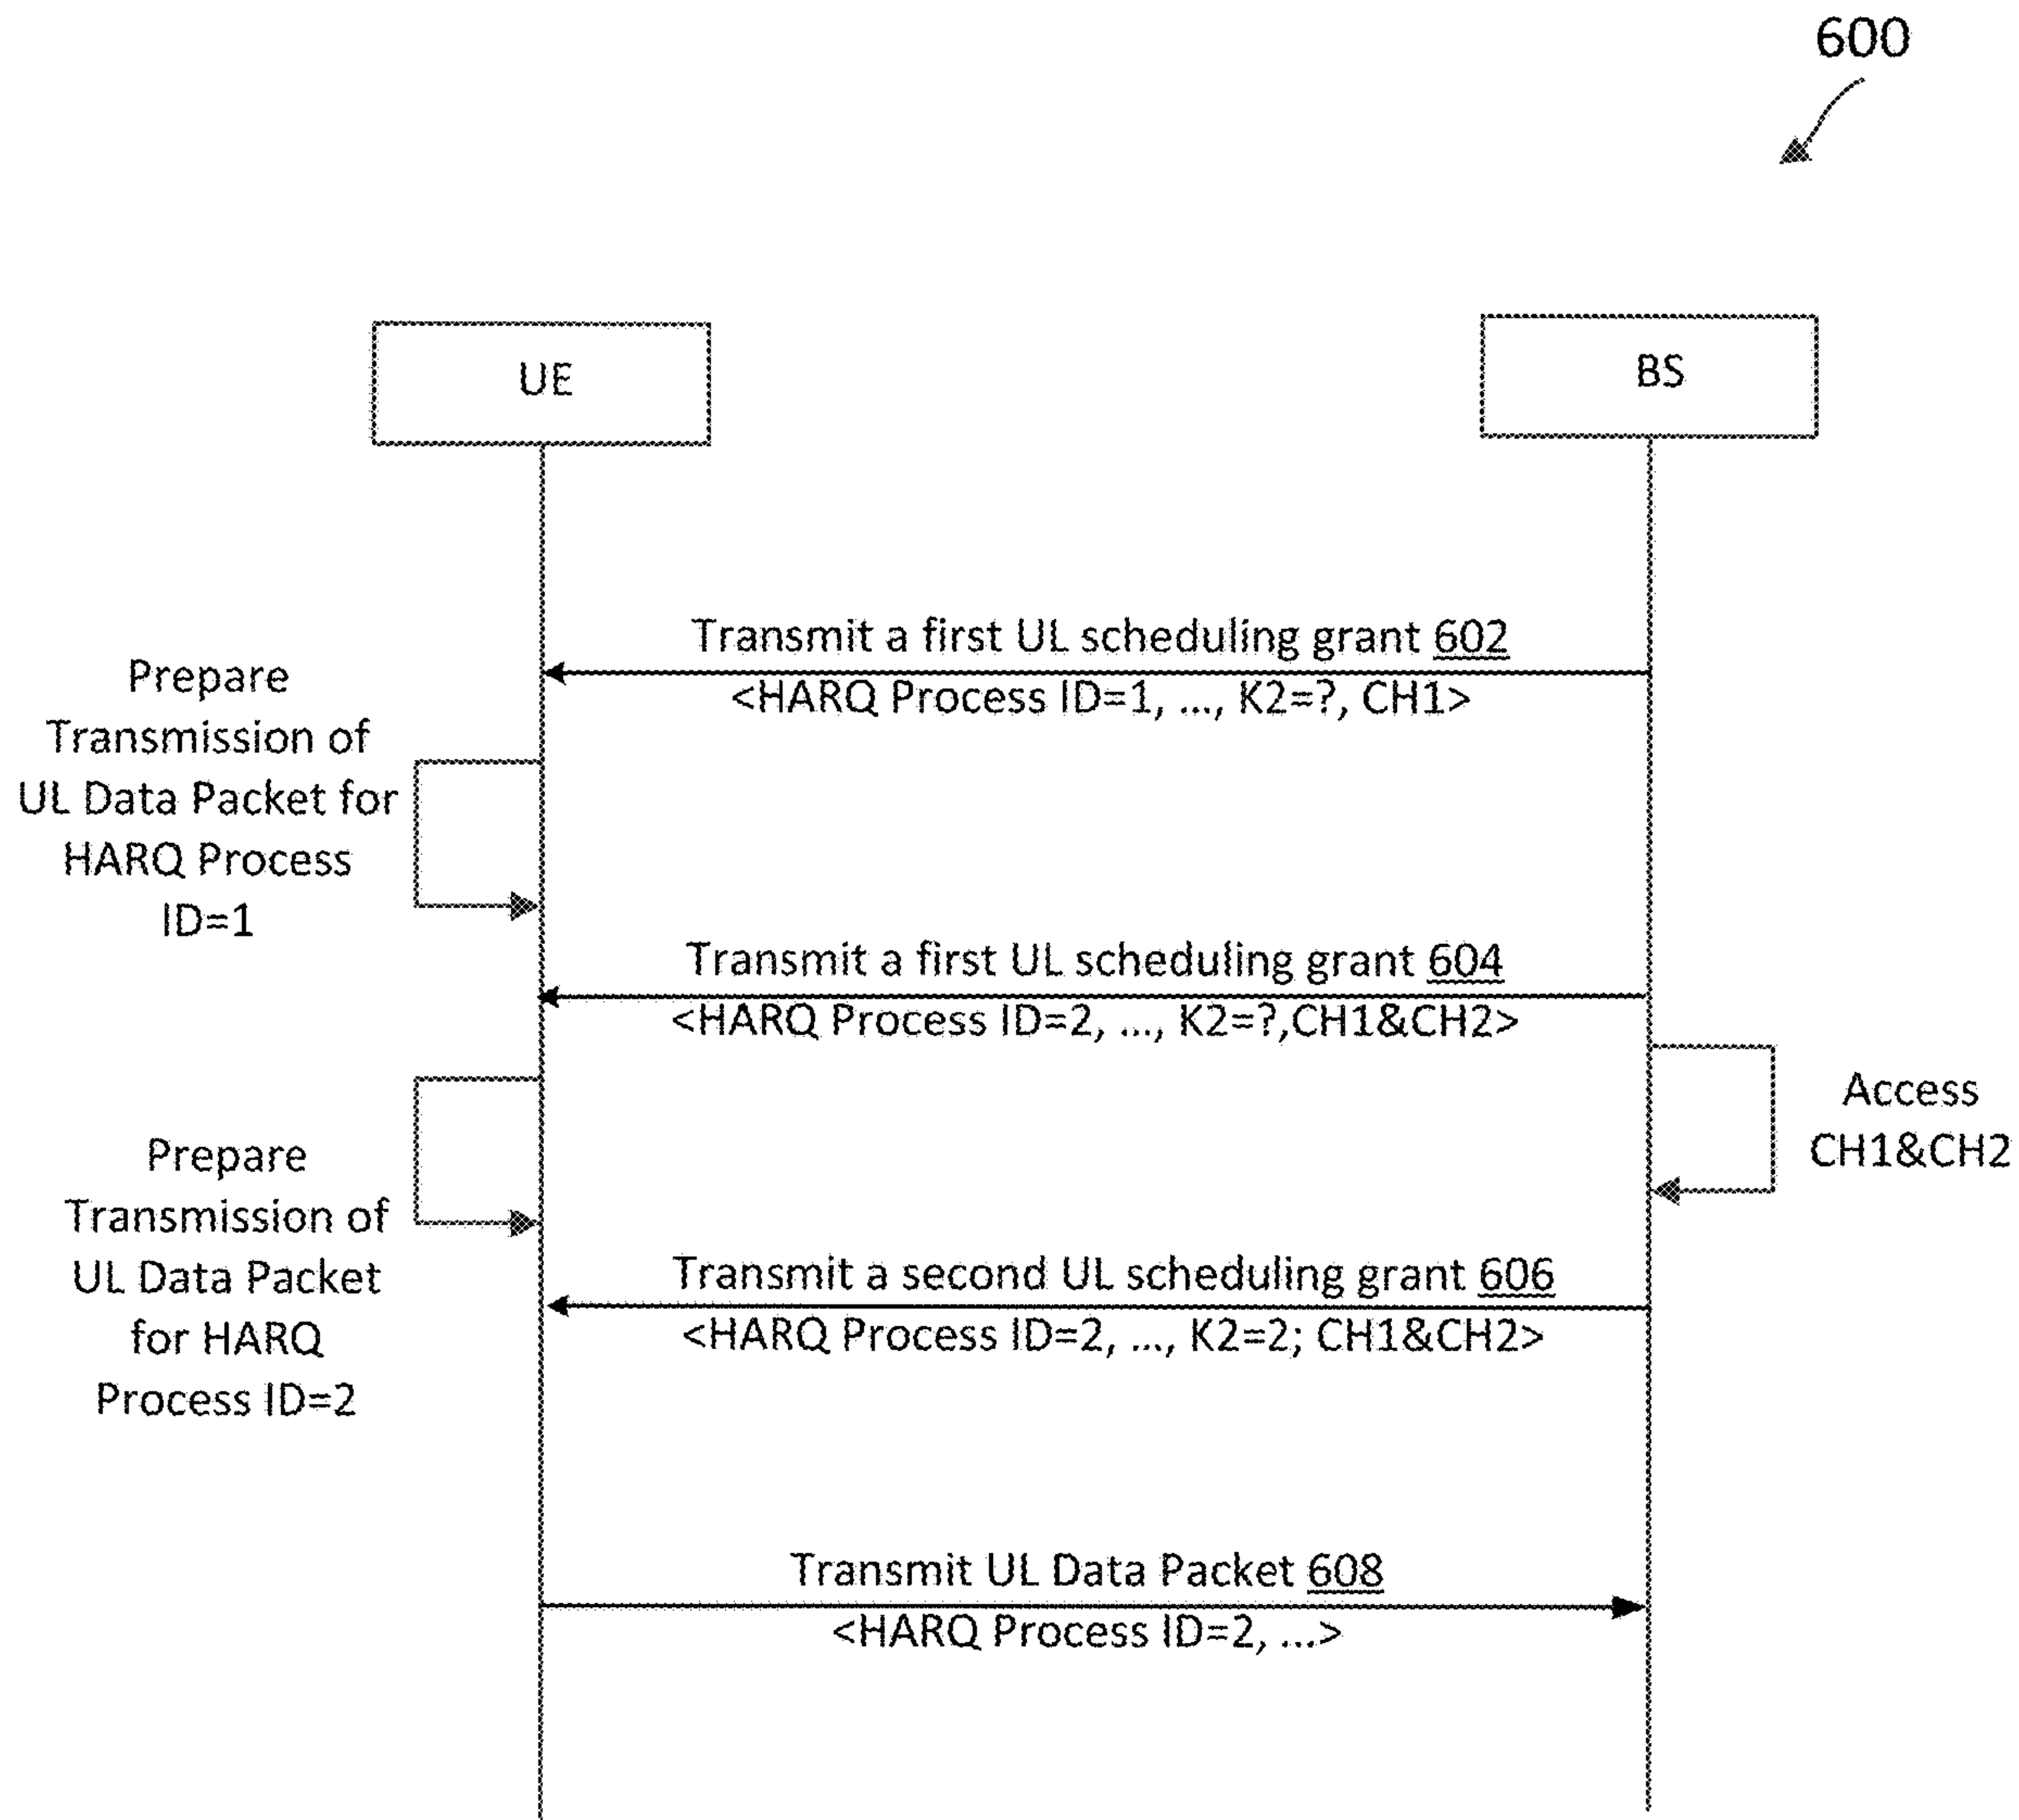 600
UE
BS
Transmit a first UL scheduling grant 602
<HARQ Process ID=1, ..., K2=?, CH1>
Prepare
Transmission of
UL Data Packet for
HARQ Process
ID=1
Transmit a first UL scheduling grant 604
<HARQ Process ID=2, ..., K2=?,CH1&CH2>
Access
CH1&CH2
Prepare
Transmission of
UL Data Packet
for HARQ
Process ID=2
Transmit a second UL scheduling grant 606
<HARQ Process ID=2, ..., K2=2; CH1&CH2>
Transmit UL Data Packet 608
<HARQ Process ID=2, ...>